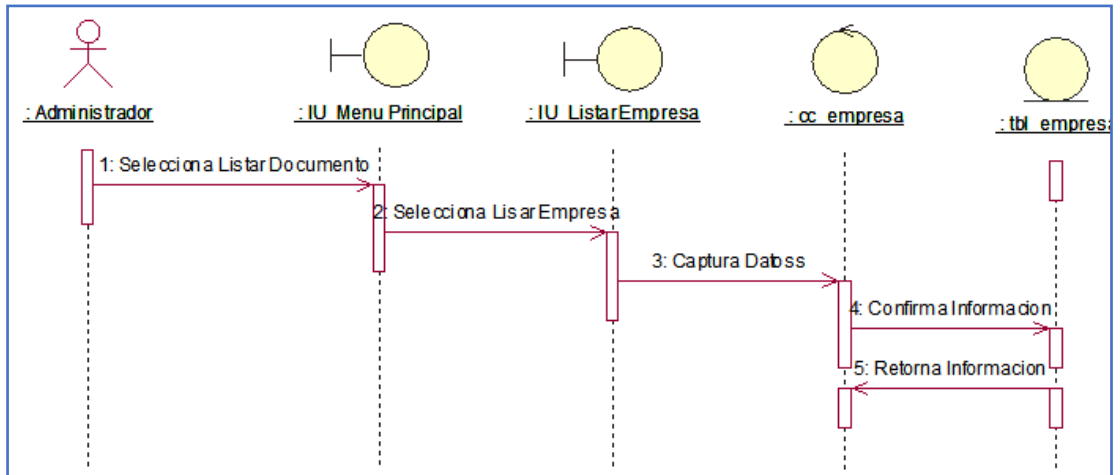 : Administrador
: IU_Menu Principal
: IU_ListarEmpresa
: cc_empresa
: tbl_empresa
1: Selecciona ListarDocumento
2: Selecciona LisarEmpresa
3: Captura Datoss
4: Confirma Informacion
5: Retorna Informacion